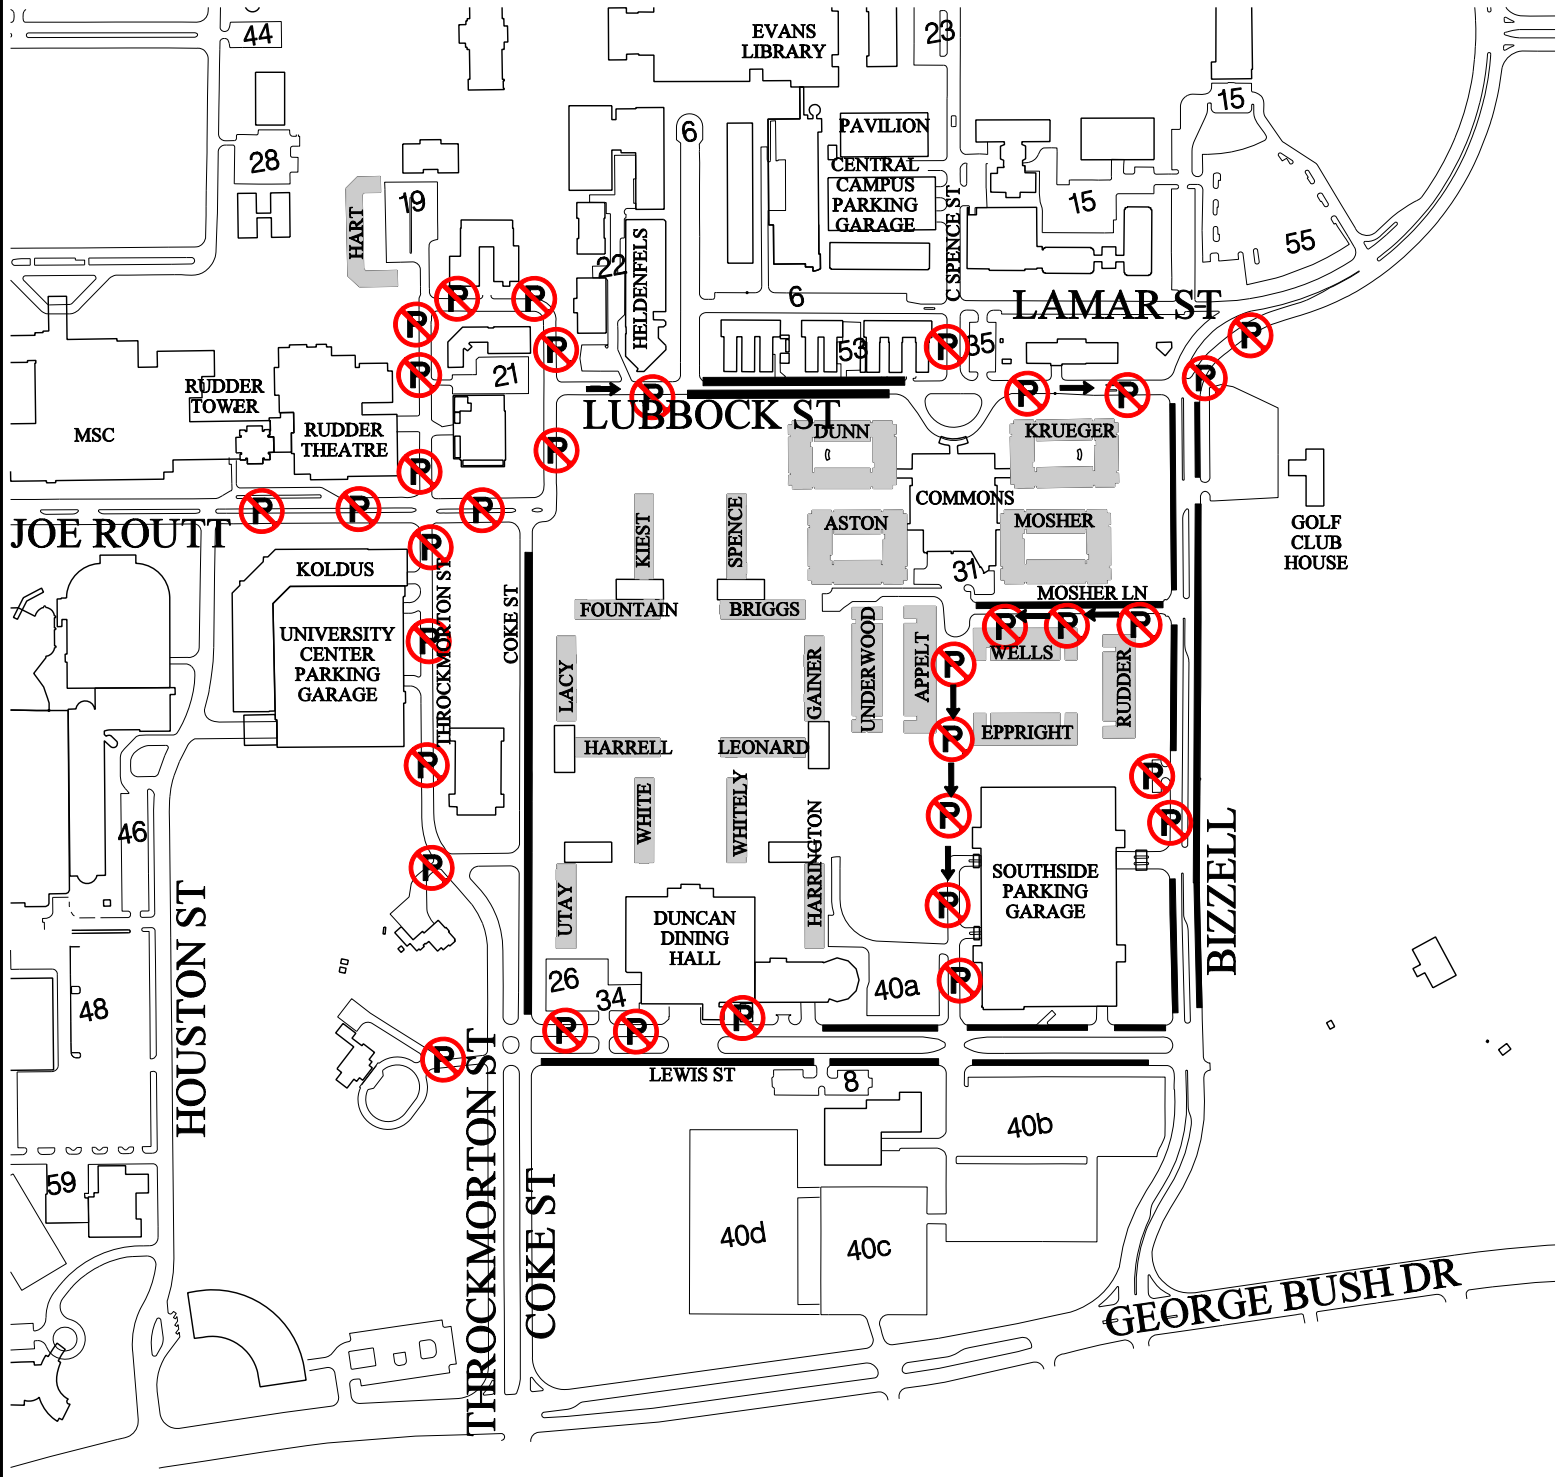 44
EVANS
LIBRARY
23
15
28
6
PAVILION
CENTRAL
CAMPUS
PARKING
GARAGE
C.SPENCE ST
15
55
HART
19
22
HELDENFELS
6
LAMAR ST
P
P
P
P
P
P
P
P
53
35
21
RUDDER
TOWER
P
P
P
LUBBOCK ST
MSC
RUDDER
THEATRE
DUNN
KRUEGER
P
P
COMMONS
P
P
P
JOE ROUTT
KIEST
SPENCE
ASTON
MOSHER
GOLF
CLUB
HOUSE
P
KOLDUS
THROCKMORTON ST
COKE ST
31
MOSHER LN
FOUNTAIN
BRIGGS
UNIVERSITY
CENTER
PARKING
GARAGE
P
P
P
P
WELLS
UNDERWOOD
APPELT
P
RUDDER
LACY
GAINER
HARRELL
LEONARD
P
EPPRIGHT
P
P
46
WHITE
WHITELY
HARRINGTON
P
P
BIZZELL
P
SOUTHSIDE
PARKING
GARAGE
HOUSTON ST
UTAY
DUNCAN
DINING
HALL
P
26
34
40a
P
48
P
P
P
P
THROCKMORTON ST
LEWIS ST
8
40b
59
COKE ST
40d
40c
GEORGE BUSH DR